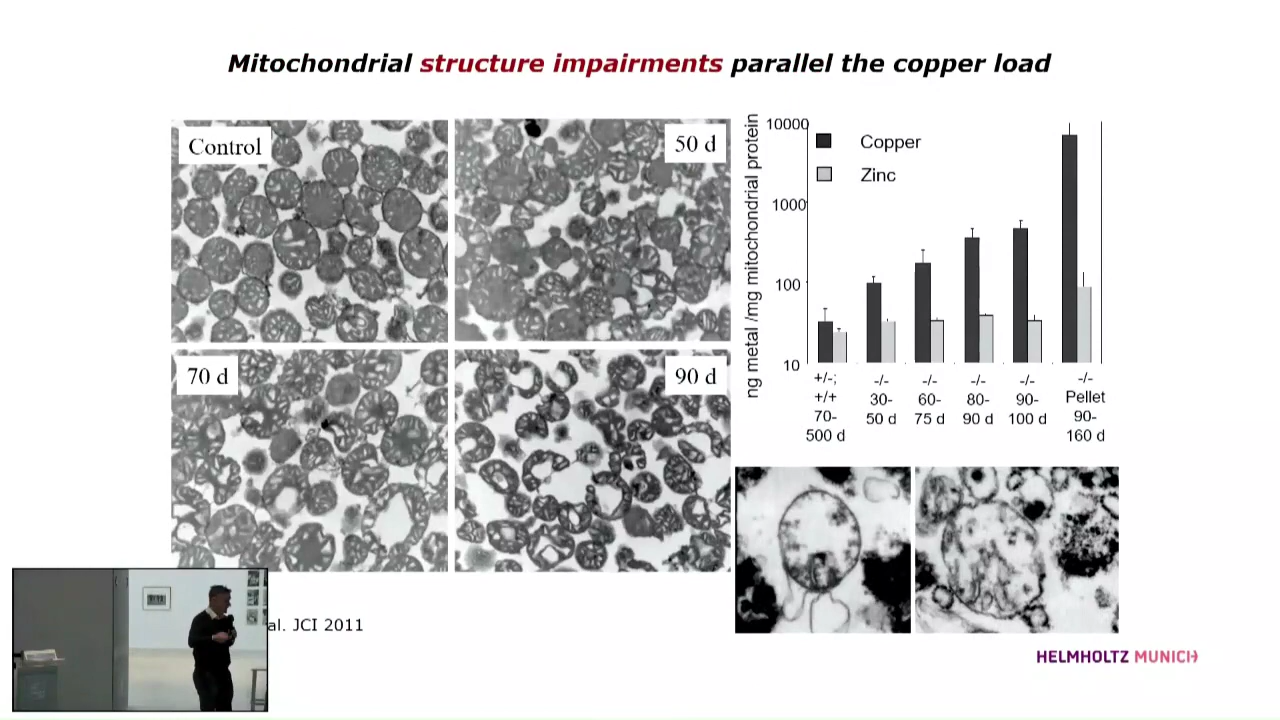 Mitochondrial structure impairments parallel the copper load
Control
50 d
70 d
90 d
ng metal /mg mitochondrial protein
10000
1000
100
10
Copper
Zinc
+/-;
+/+
70-
500 d
-/-
30-
50 d
-/-
60-
75 d
-/-
80-
90 d
-/-
90-
100 d
-/-
Pellet
90-
160 d
al. JCI 2011
HELMHOLTZ MUNICH